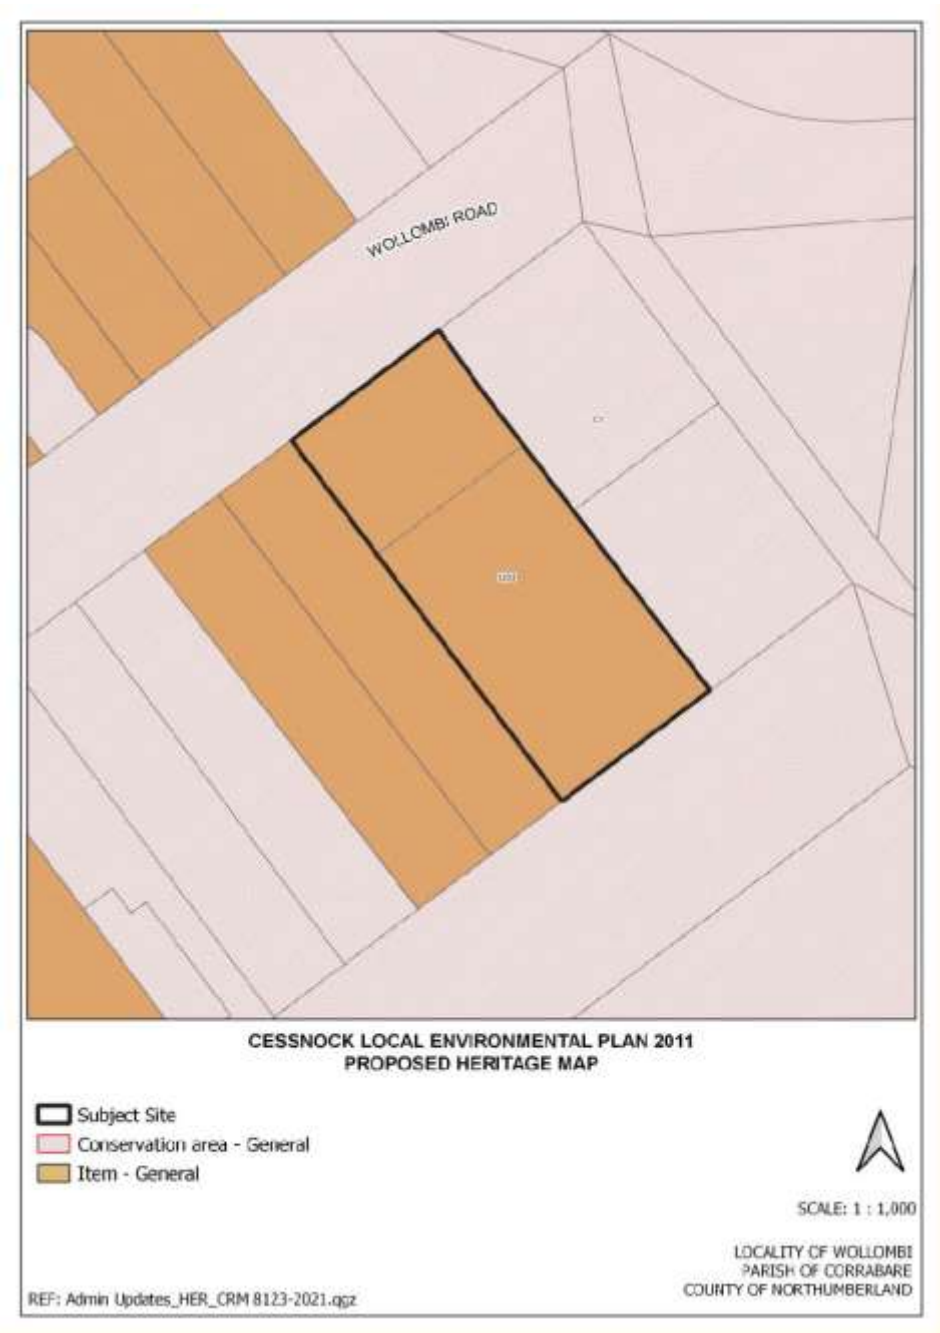 WOLLOMBI ROAD
CESSNOCK LOCAL ENVIRONMENTAL PLAN 2011
PROPOSED HERITAGE MAP
Subject Site
Conservation area - General
Item - General
SCALE: 1 : 1,000
LOCALITY OF WOLLOMBI
PARISH OF CORRABARE
COUNTY OF NORTHUMBERLAND
REF: Admin Updates_HER_CRM 8123-2021.qgz